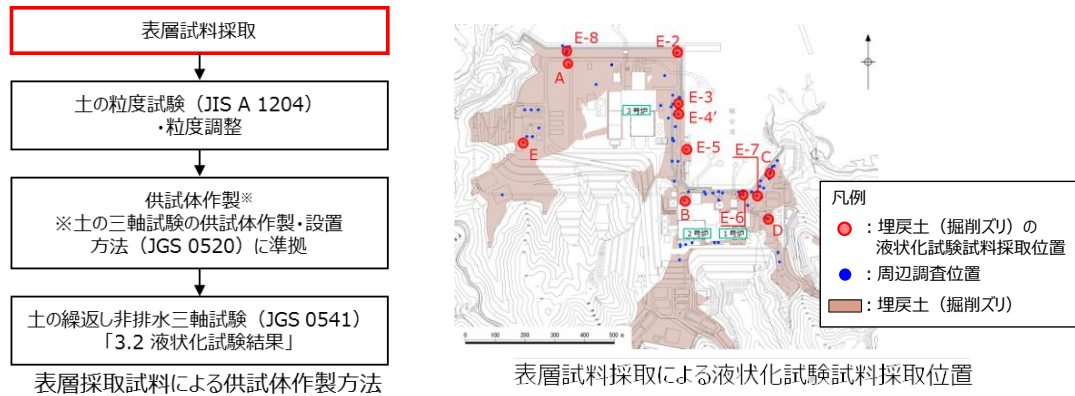 表層試料採取
土の粒度試験（JIS A 1204）
・粒度調整
供試体作製※
※土の三軸試験の供試体作製・設置
方法（JGS 0520）に準拠
土の繰返し非排水三軸試験（JGS 0541）
「3.2 液状化試験結果」
表層採取試料による供試体作製方法
E-8
E-2
A
E-3
3号炉
E-4’
E
E-5
E-7
C
B
E-6
D
2号炉
1号炉
0 100 200 300 400 500 m
凡例
：埋戻土（掘削ズリ）の
液状化試験試料採取位置
：周辺調査位置
：埋戻土（掘削ズリ）
表層試料採取による液状化試験試料採取位置